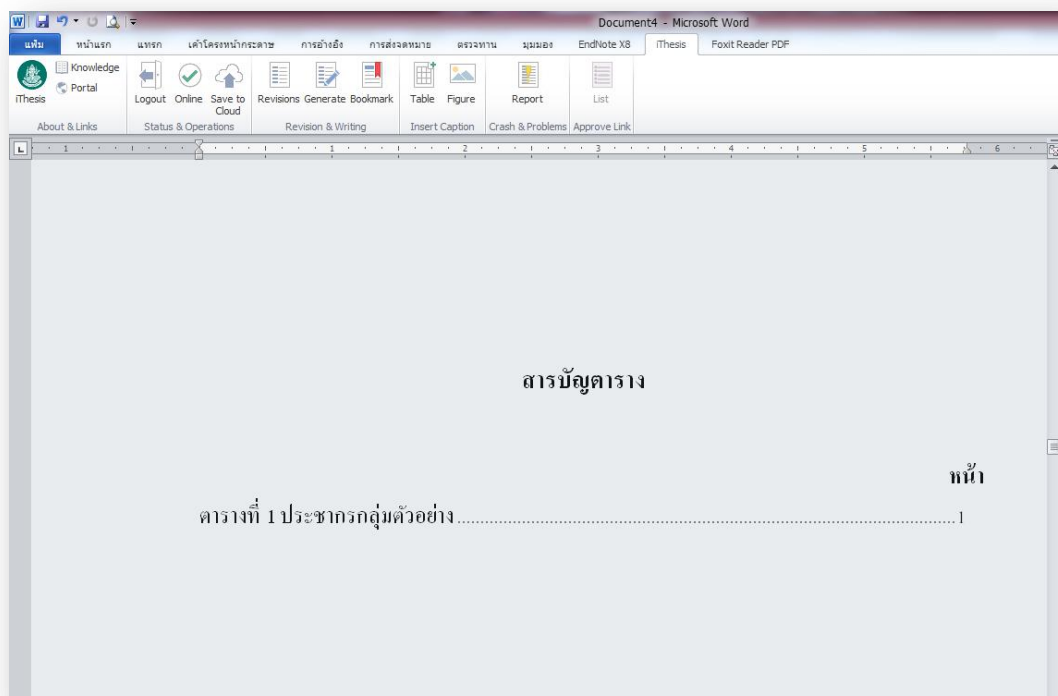 Document4 - Microsoft Word
แฟ้ม หน้าแรก แทรก เค้าโครงหน้ากระดาษ การอ้างอิง การส่งจดหมาย ตรวจทาน มุมมอง EndNote X8 iThesis Foxit Reader PDF
Knowledge
Portal
iThesis Logout Online Save to Cloud Revisions Generate Bookmark Table Figure Report List
About & Links Status & Operations Revision & Writing Insert Caption Crash & Problems Approve Link
1 1 2 3 4 5 6
สารบัญตาราง
หน้า
ตารางที่ 1 ประชากรกลุ่มตัวอย่าง 1